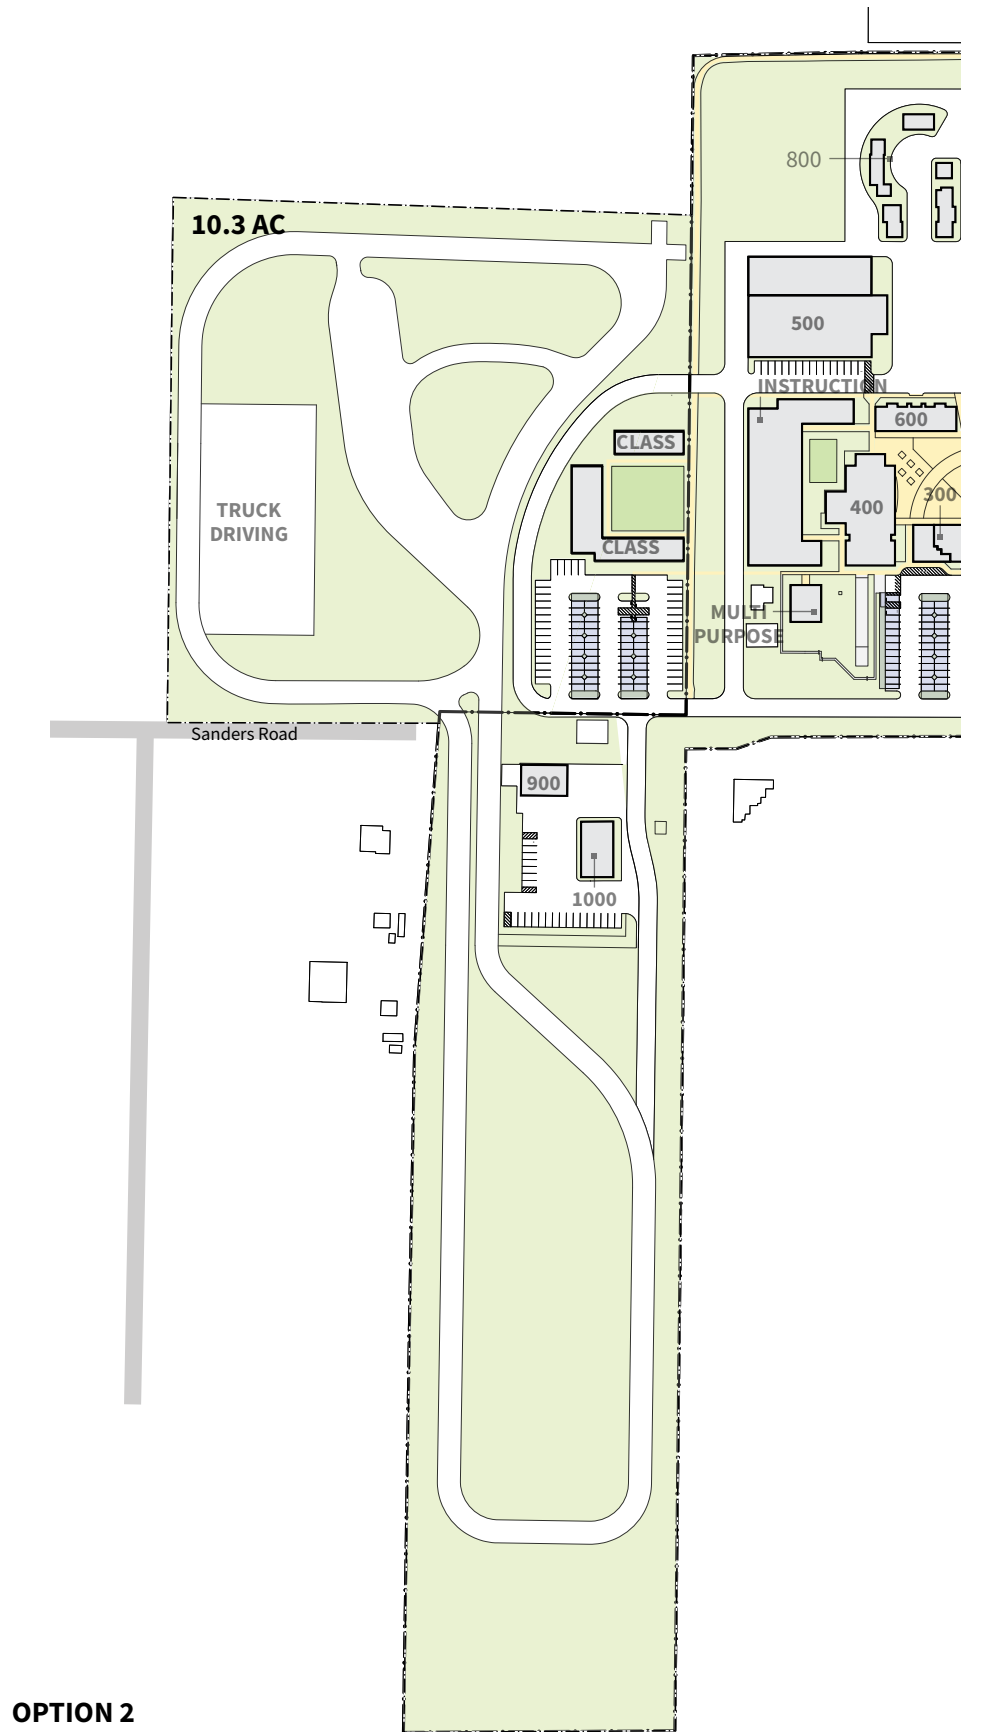 800
10.3 AC
500
INSTRUCTION
600
CLASS
300
400
TRUCK
DRIVING
CLASS
MULTI
PURPOSE
Sanders Road
900
1000
OPTION 2